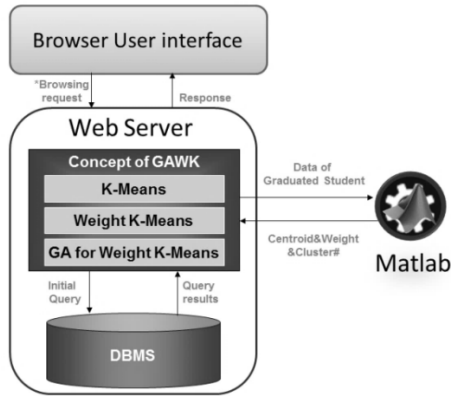 Browser User interface
*Browsing
request
Response
Web Server
Concept of GAWK
K-Means
Weight K-Means
GA for Weight K-Means
Data of
Graduated Student
Centroid&Weight
&Cluster#
Matlab
Initial
Query
Query
results
DBMS